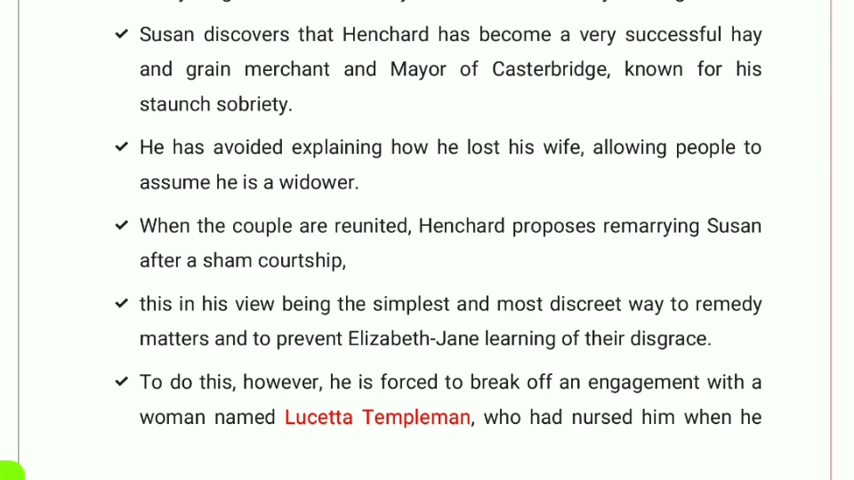 ✓ Susan discovers that Henchard has become a very successful hay
and grain merchant and Mayor of Casterbridge, known for his
staunch sobriety.
✓ He has avoided explaining how he lost his wife, allowing people to
assume he is a widower.
✓ When the couple are reunited, Henchard proposes remarrying Susan
after a sham courtship,
✓ this in his view being the simplest and most discreet way to remedy
matters and to prevent Elizabeth-Jane learning of their disgrace.
✓ To do this, however, he is forced to break off an engagement with a
woman named Lucetta Templeman, who had nursed him when he